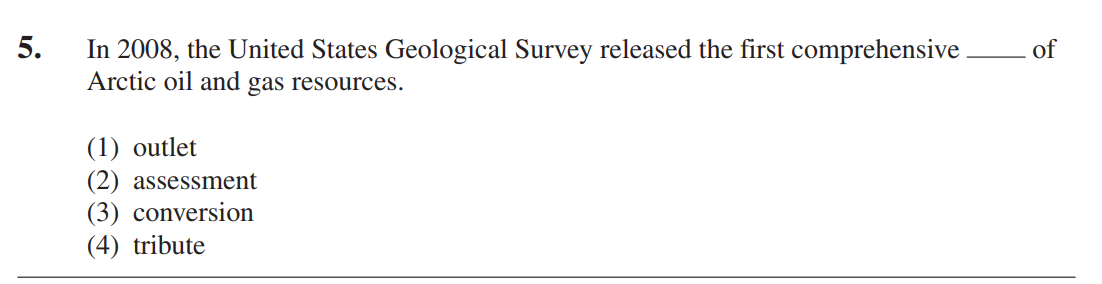 5. In 2008, the United States Geological Survey released the first comprehensive _____ of
Arctic oil and gas resources.
(1) outlet
(2) assessment
(3) conversion
(4) tribute